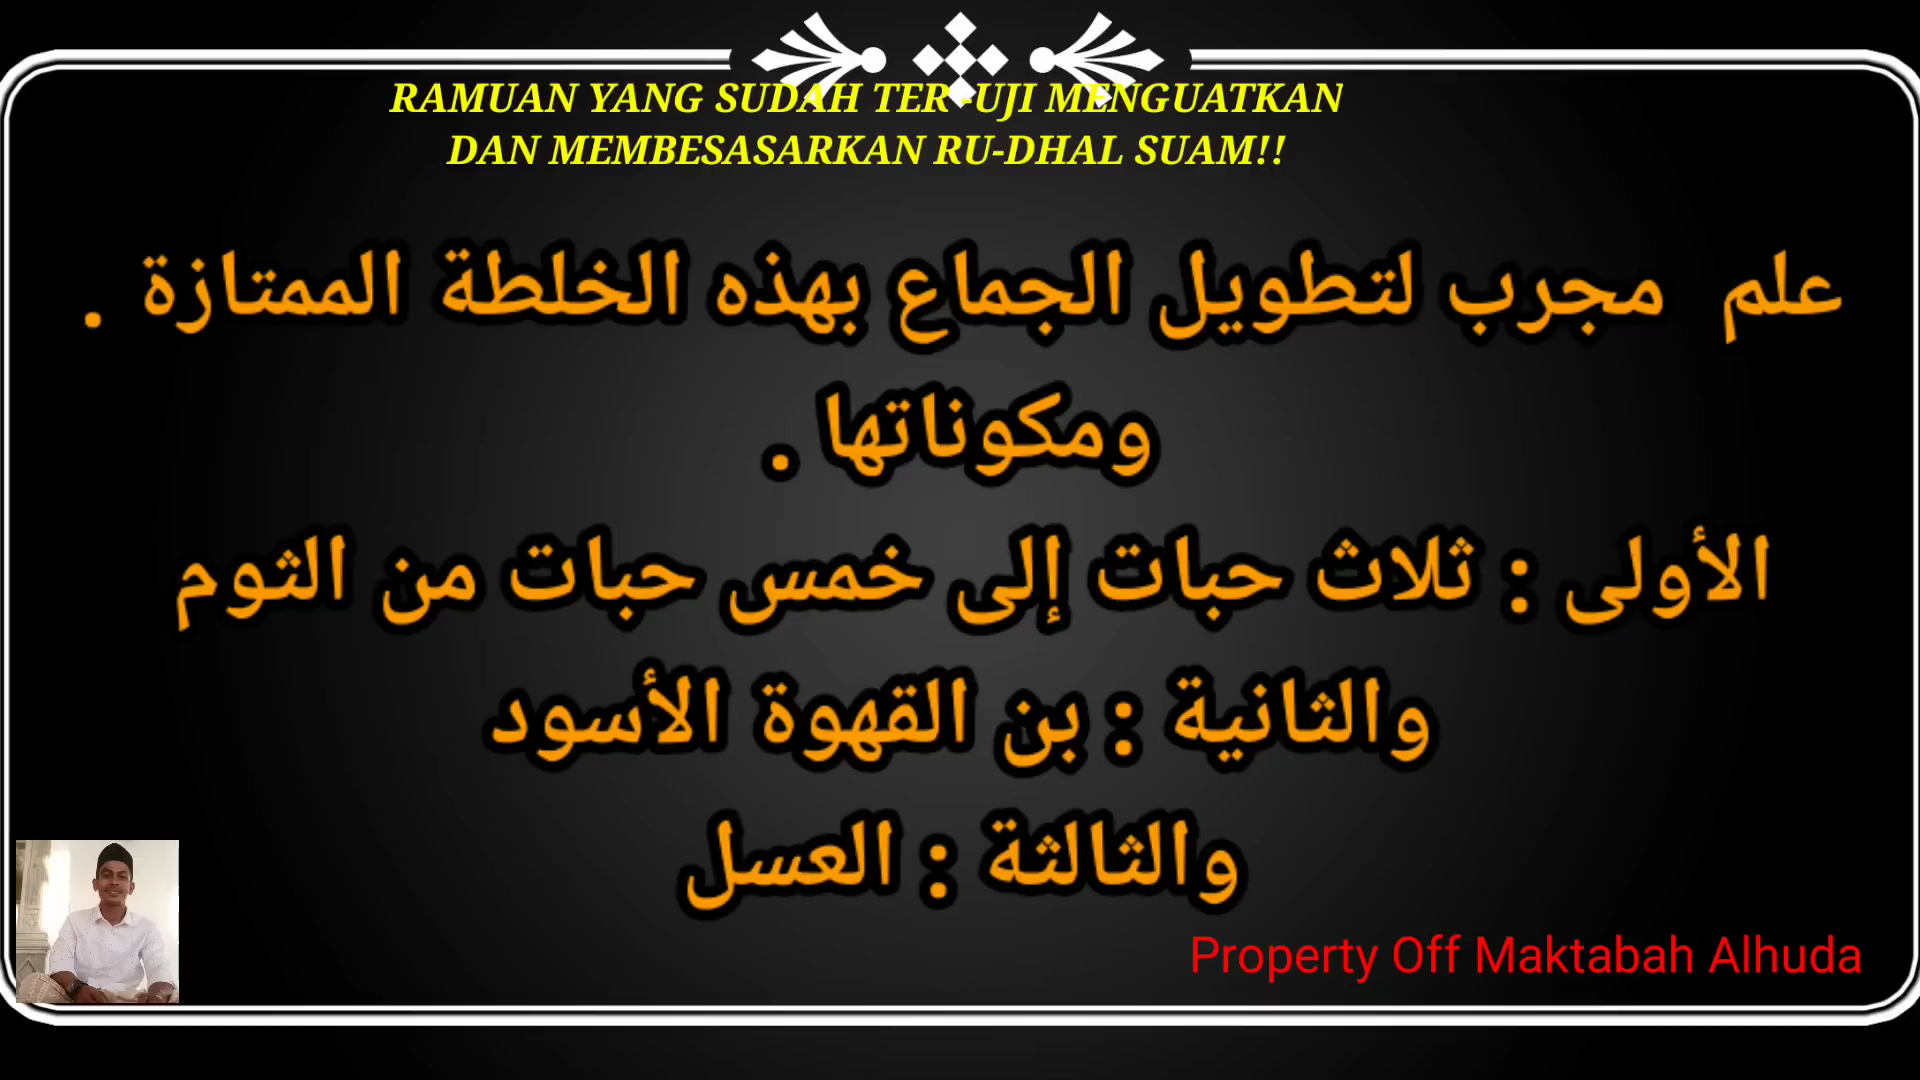 RAMUAN YANG SUDAH TER -UJI MENGUATKAN
DAN MEMBESASARKAN RU-DHAL SUAM!!
علم مجرب لتطويل الجماع بهذه الخلطة الممتازة .
ومكوناتها .
الأولى : ثلاث حبات إلى خمس حبات من الثوم
والثانية : بن القهوة الأسود
والثالثة : العسل
Property Off Maktabah Alhuda